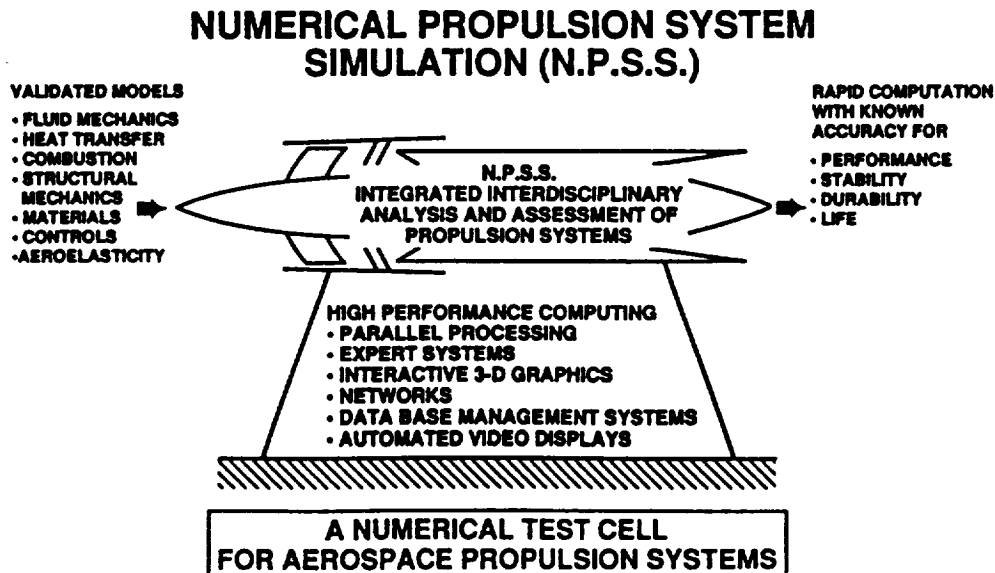 NUMERICAL PROPULSION SYSTEM
SIMULATION (N.P.S.S.)
VALIDATED MODELS
• FLUID MECHANICS
• HEAT TRANSFER
• COMBUSTION
• STRUCTURAL
MECHANICS
• MATERIALS
• CONTROLS
•AEROELASTICITY
N.P.S.S.
INTEGRATED INTERDISCIPLINARY
ANALYSIS AND ASSESSMENT OF
PROPULSION SYSTEMS
RAPID COMPUTATION
WITH KNOWN
ACCURACY FOR
• PERFORMANCE
• STABILITY
• DURABILITY
• LIFE
HIGH PERFORMANCE COMPUTING
• PARALLEL PROCESSING
• EXPERT SYSTEMS
• INTERACTIVE 3-D GRAPHICS
• NETWORKS
• DATA BASE MANAGEMENT SYSTEMS
• AUTOMATED VIDEO DISPLAYS
A NUMERICAL TEST CELL
FOR AEROSPACE PROPULSION SYSTEMS